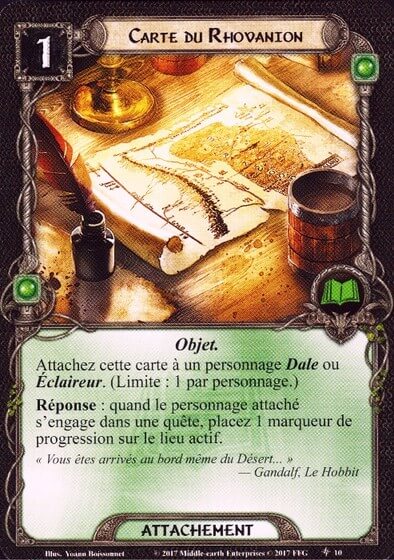 1
Carte du Rhovanion
Objet.
Attachez cette carte à un personnage Dale ou
Éclaireur. (Limite : 1 par personnage.)
Réponse : quand le personnage attaché
s'engage dans une quête, placez 1 marqueur de
progression sur le lieu actif.
« Vous êtes arrivés au bord même du Désert... »
— Gandalf, Le Hobbit
ATTACHEMENT
Illus. Yoann Boissonnet
© 2017 Middle-earth Enterprises © 2017 FFG
10